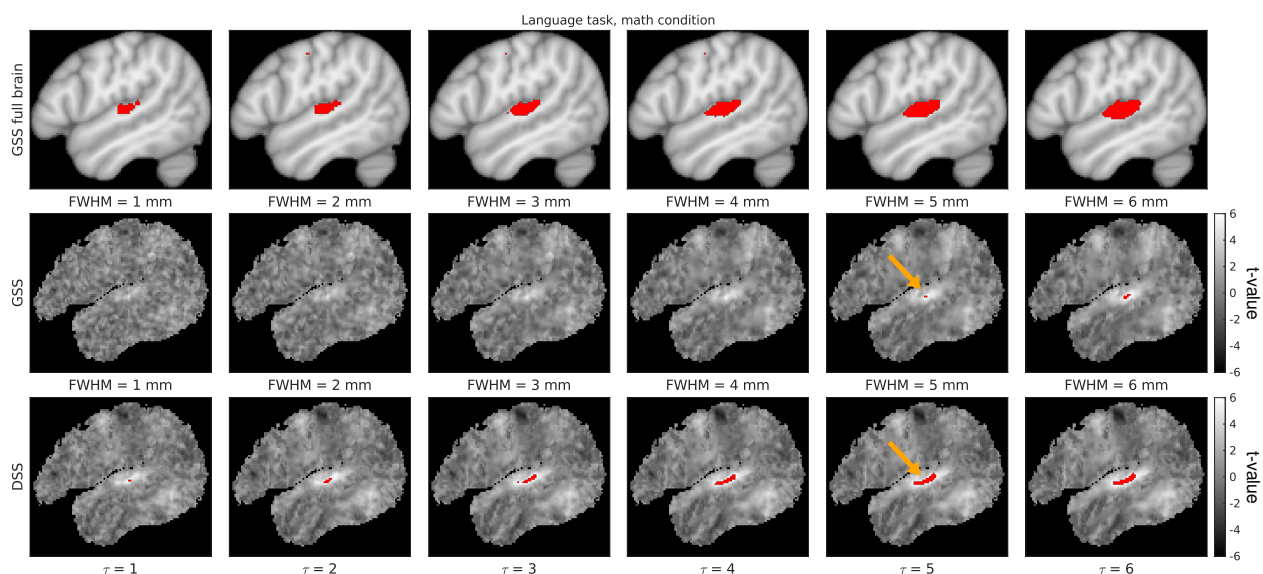 Language task, math condition
GSS full brain
FWHM = 1 mm FWHM = 2 mm FWHM = 3 mm FWHM = 4 mm FWHM = 5 mm FWHM = 6 mm
GSS
6
4
2
0
-2
-4
-6
t-value
FWHM = 1 mm FWHM = 2 mm FWHM = 3 mm FWHM = 4 mm FWHM = 5 mm FWHM = 6 mm
DSS
6
4
2
0
-2
-4
-6
t-value
τ = 1 τ = 2 τ = 3 τ = 4 τ = 5 τ = 6